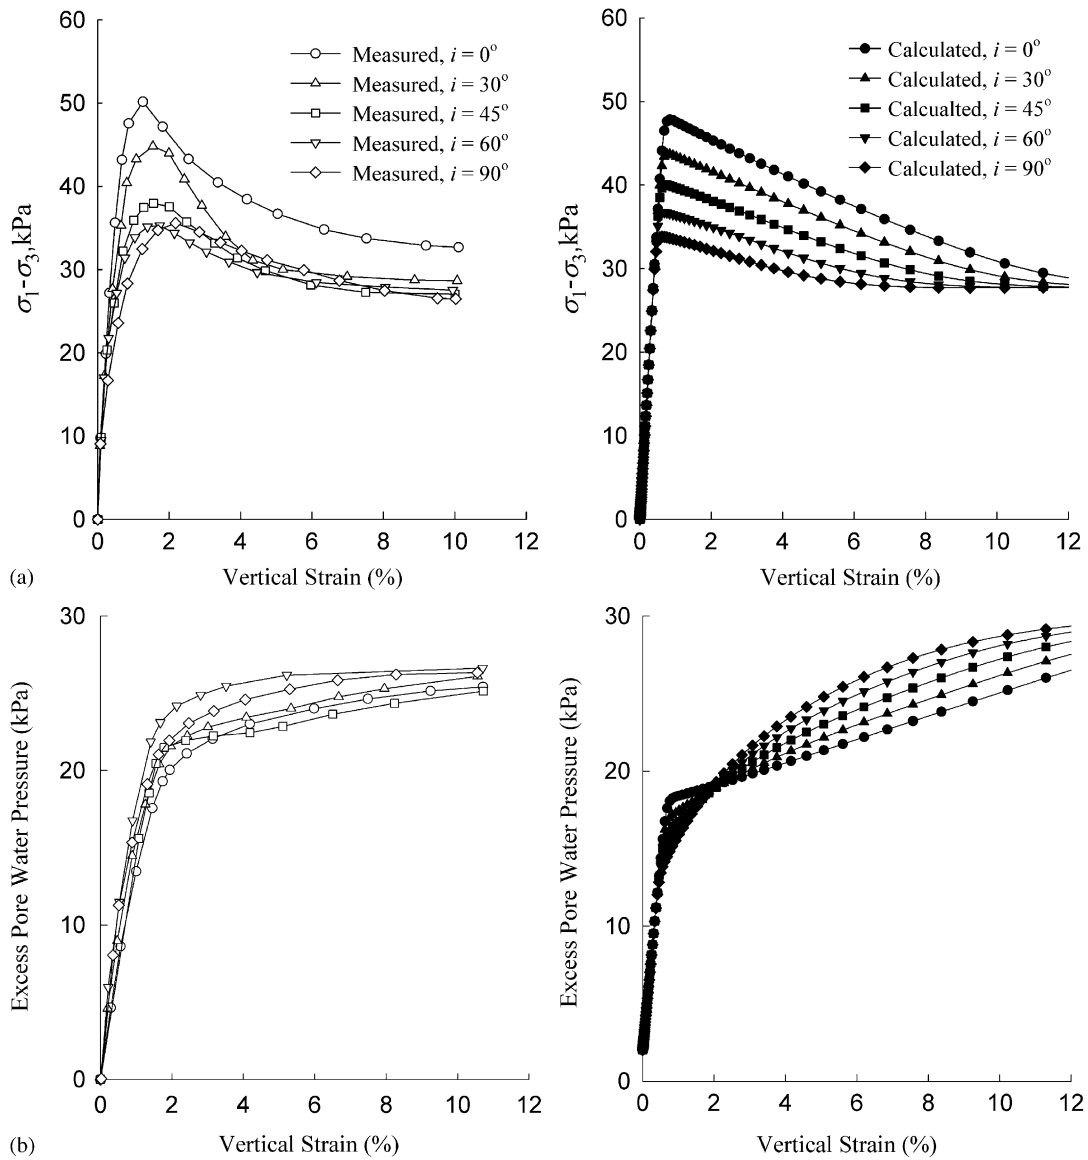 60
50
40
30
20
10
0
σ1-σ3,kPa
Measured, i = 0°
Measured, i = 30°
Measured, i = 45°
Measured, i = 60°
Measured, i = 90°
0 2 4 6 8 10 12
Vertical Strain (%)
(a)
60
50
40
30
20
10
0
σ1-σ3,kPa
Calculated, i = 0°
Calculated, i = 30°
Calcualted, i = 45°
Calculated, i = 60°
Calculated, i = 90°
0 2 4 6 8 10 12
Vertical Strain (%)
30
20
10
0
Excess Pore Water Pressure (kPa)
0 2 4 6 8 10 12
Vertical Strain (%)
(b)
30
20
10
0
Excess Pore Water Pressure (kPa)
0 2 4 6 8 10 12
Vertical Strain (%)